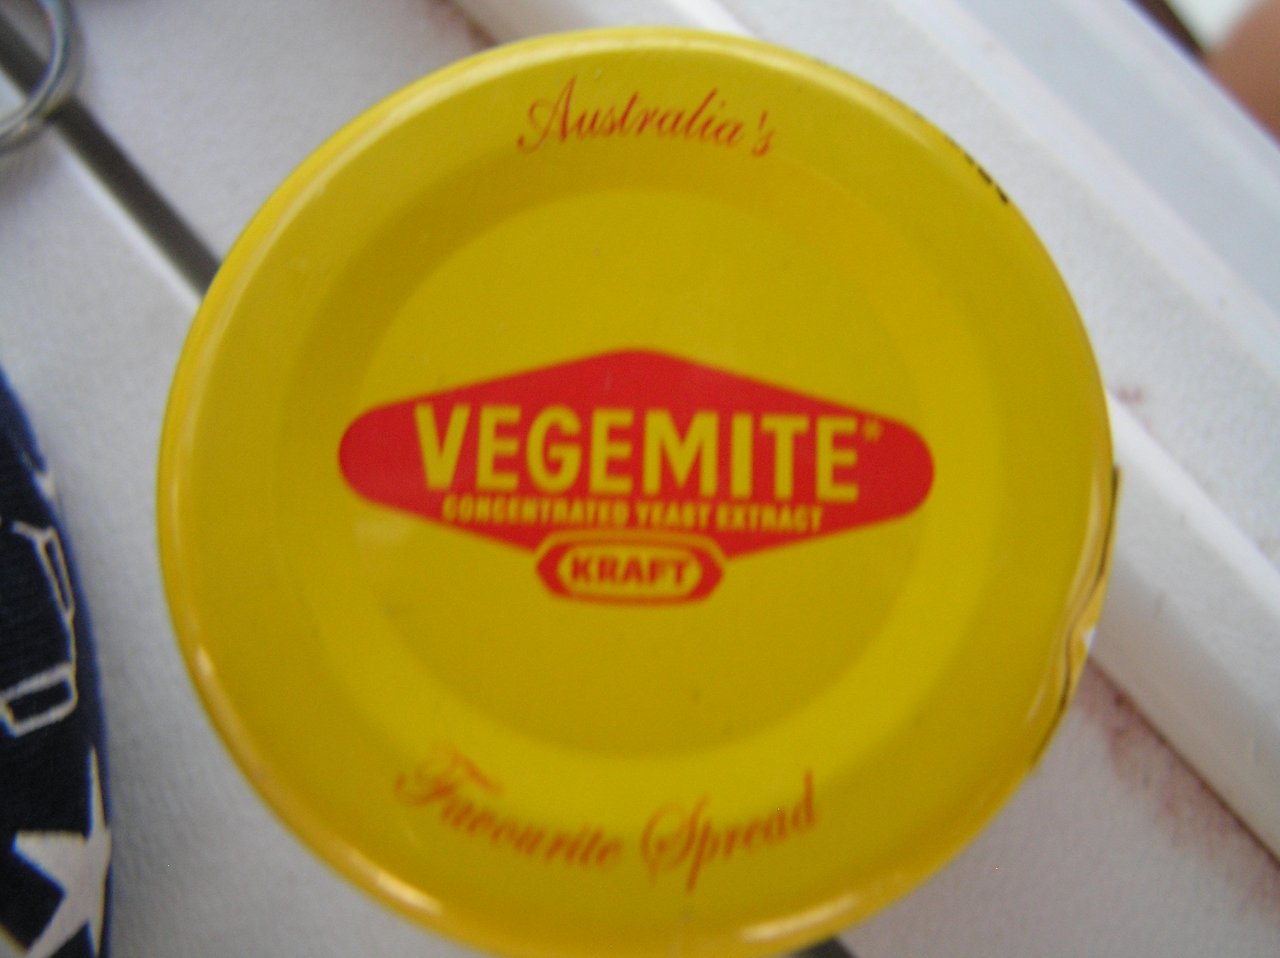 Australia's
VEGEMITE®
CONCENTRATED YEAST EXTRACT
KRAFT
Favourite Spread